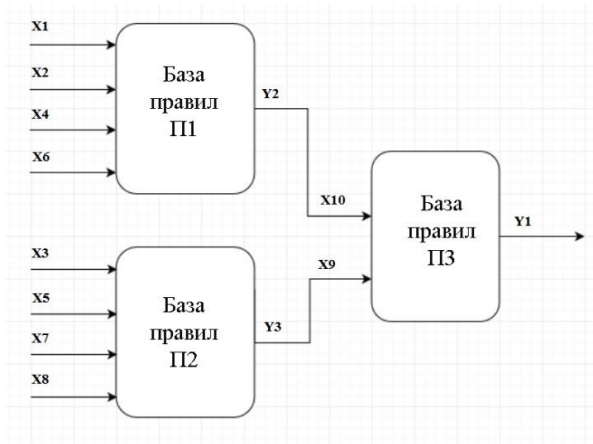 X1
X2
X4
X6
База
правил
П1
Y2
X3
X5
X7
X8
База
правил
П2
Y3
X10
X9
База
правил
П3
Y1